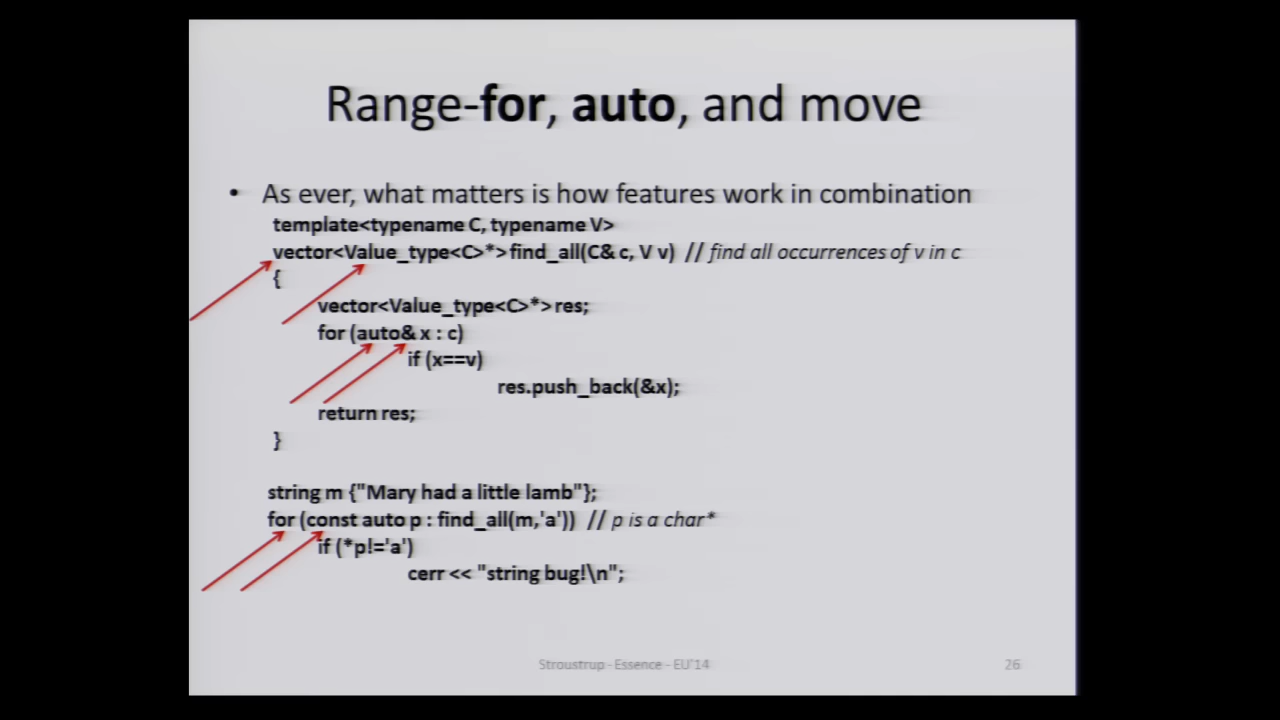 Range-for, auto, and move
• As ever, what matters is how features work in combination
template<typename C, typename V>
vector<Value_type<C>*> find_all(C& c, V v) // find all occurrences of v in c
{
vector<Value_type<C>*> res;
for (auto& x : c)
if (x==v)
res.push_back(&x);
return res;
}
string m {"Mary had a little lamb"};
for (const auto p : find_all(m,'a')) // p is a char*
if (*p!='a')
cerr << "string bug!\n";
Stroustrup - Essence - EU'14
26